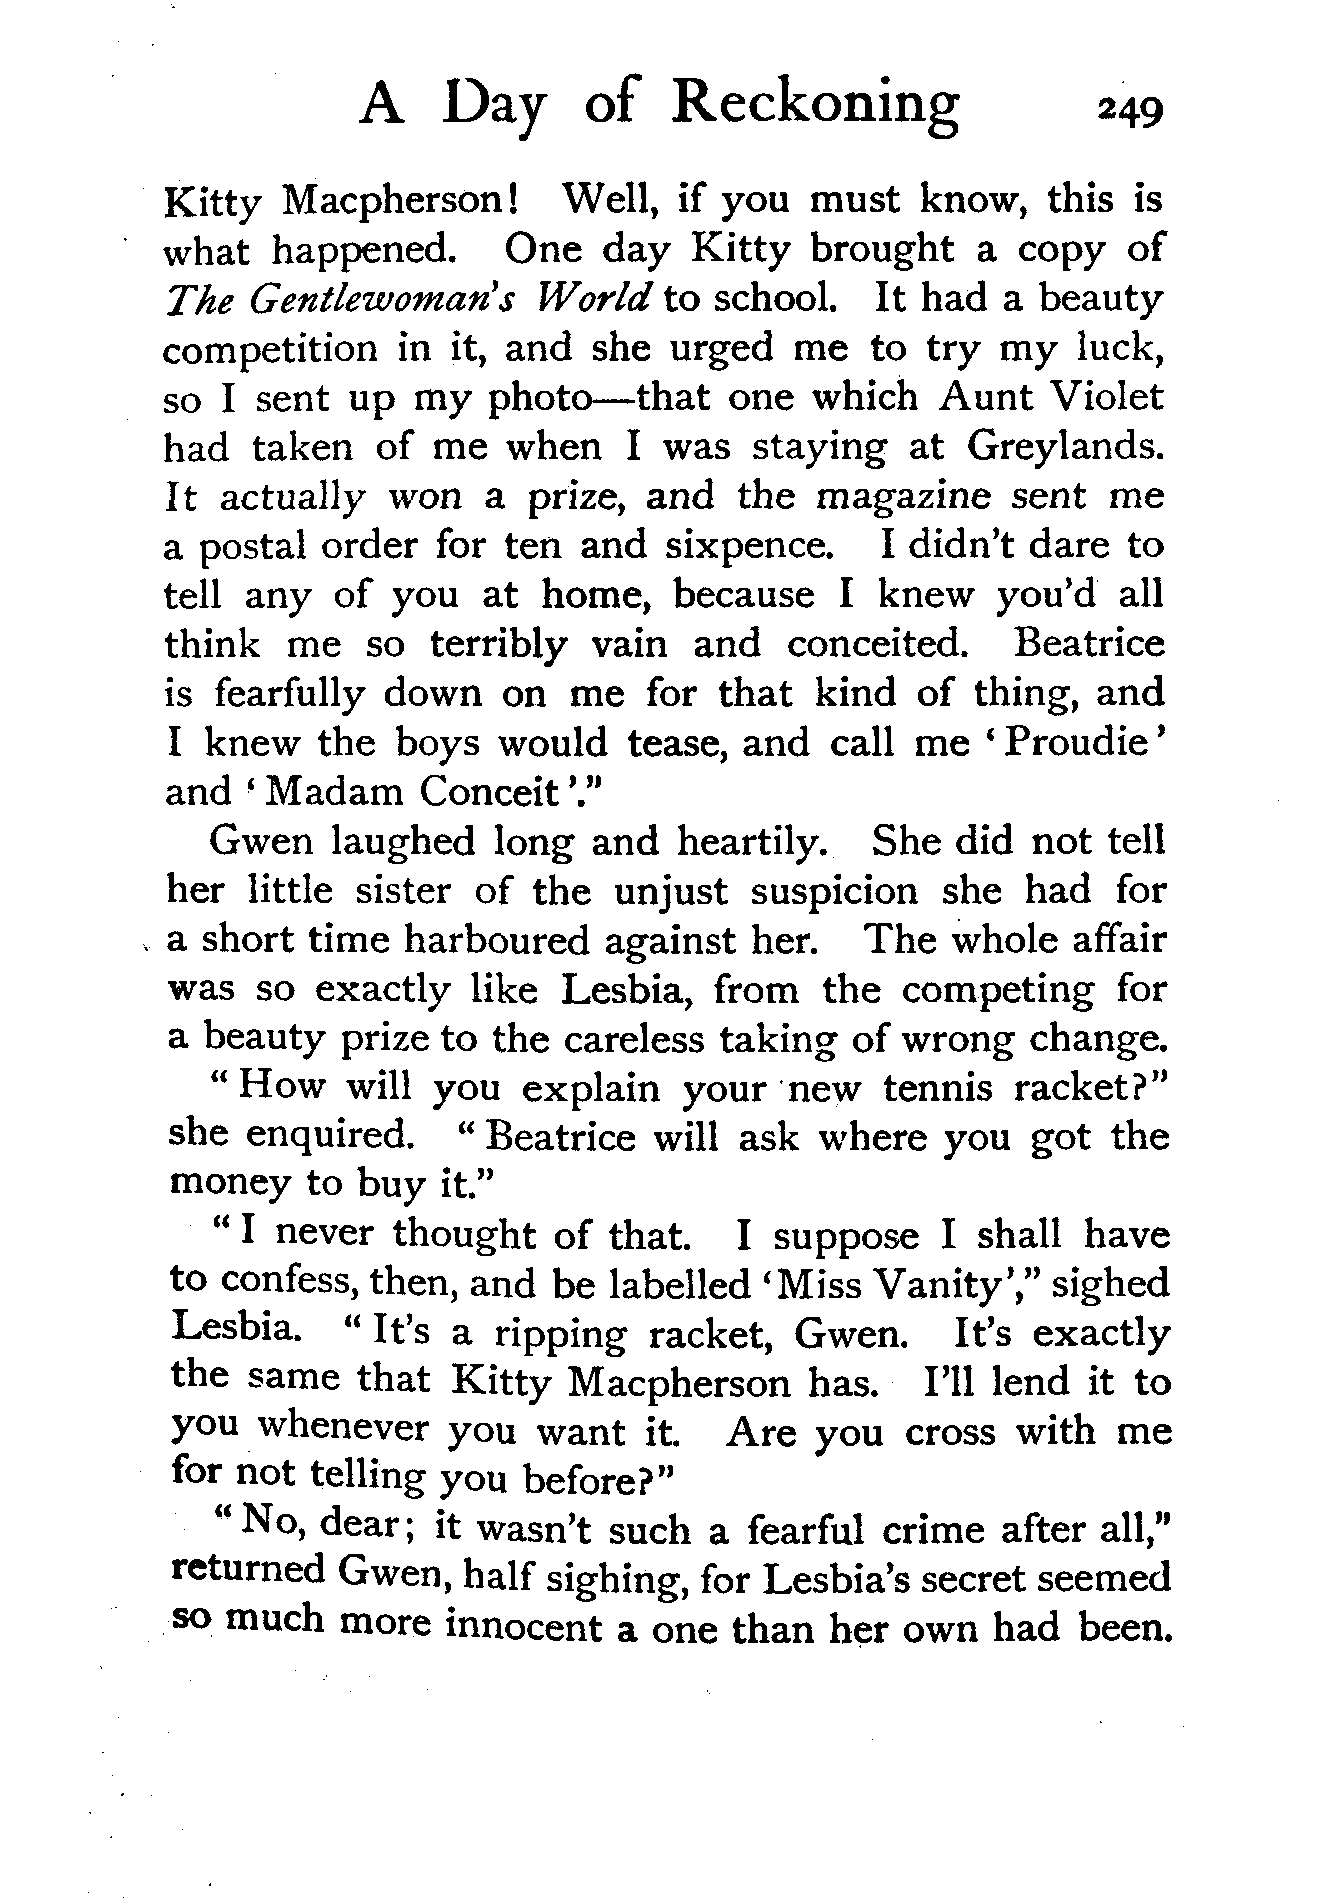 A Day of Reckoning 249
Kitty Macpherson! Well, if you must know, this is
what happened. One day Kitty brought a copy of
The Gentlewoman's World to school. It had a beauty
competition in it, and she urged me to try my luck,
so I sent up my photo—that one which Aunt Violet
had taken of me when I was staying at Greylands.
It actually won a prize, and the magazine sent me
a postal order for ten and sixpence. I didn't dare to
tell any of you at home, because I knew you'd all
think me so terribly vain and conceited. Beatrice
is fearfully down on me for that kind of thing, and
I knew the boys would tease, and call me ‘Proudie’
and ‘Madam Conceit’.”
Gwen laughed long and heartily. She did not tell
her little sister of the unjust suspicion she had for
a short time harboured against her. The whole affair
was so exactly like Lesbia, from the competing for
a beauty prize to the careless taking of wrong change.
“How will you explain your new tennis racket?”
she enquired. “Beatrice will ask where you got the
money to buy it.”
“I never thought of that. I suppose I shall have
to confess, then, and be labelled ‘Miss Vanity’,” sighed
Lesbia. “It's a ripping racket, Gwen. It's exactly
the same that Kitty Macpherson has. I'll lend it to
you whenever you want it. Are you cross with me
for not telling you before?”
“No, dear; it wasn't such a fearful crime after all,”
returned Gwen, half sighing, for Lesbia's secret seemed
so much more innocent a one than her own had been.